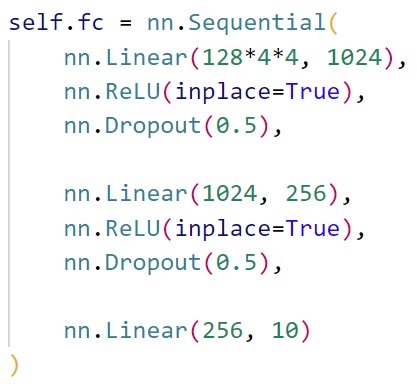 self.fc = nn.Sequential(
    nn.Linear(128*4*4, 1024),
    nn.ReLU(inplace=True),
    nn.Dropout(0.5),

    nn.Linear(1024, 256),
    nn.ReLU(inplace=True),
    nn.Dropout(0.5),

    nn.Linear(256, 10)
)